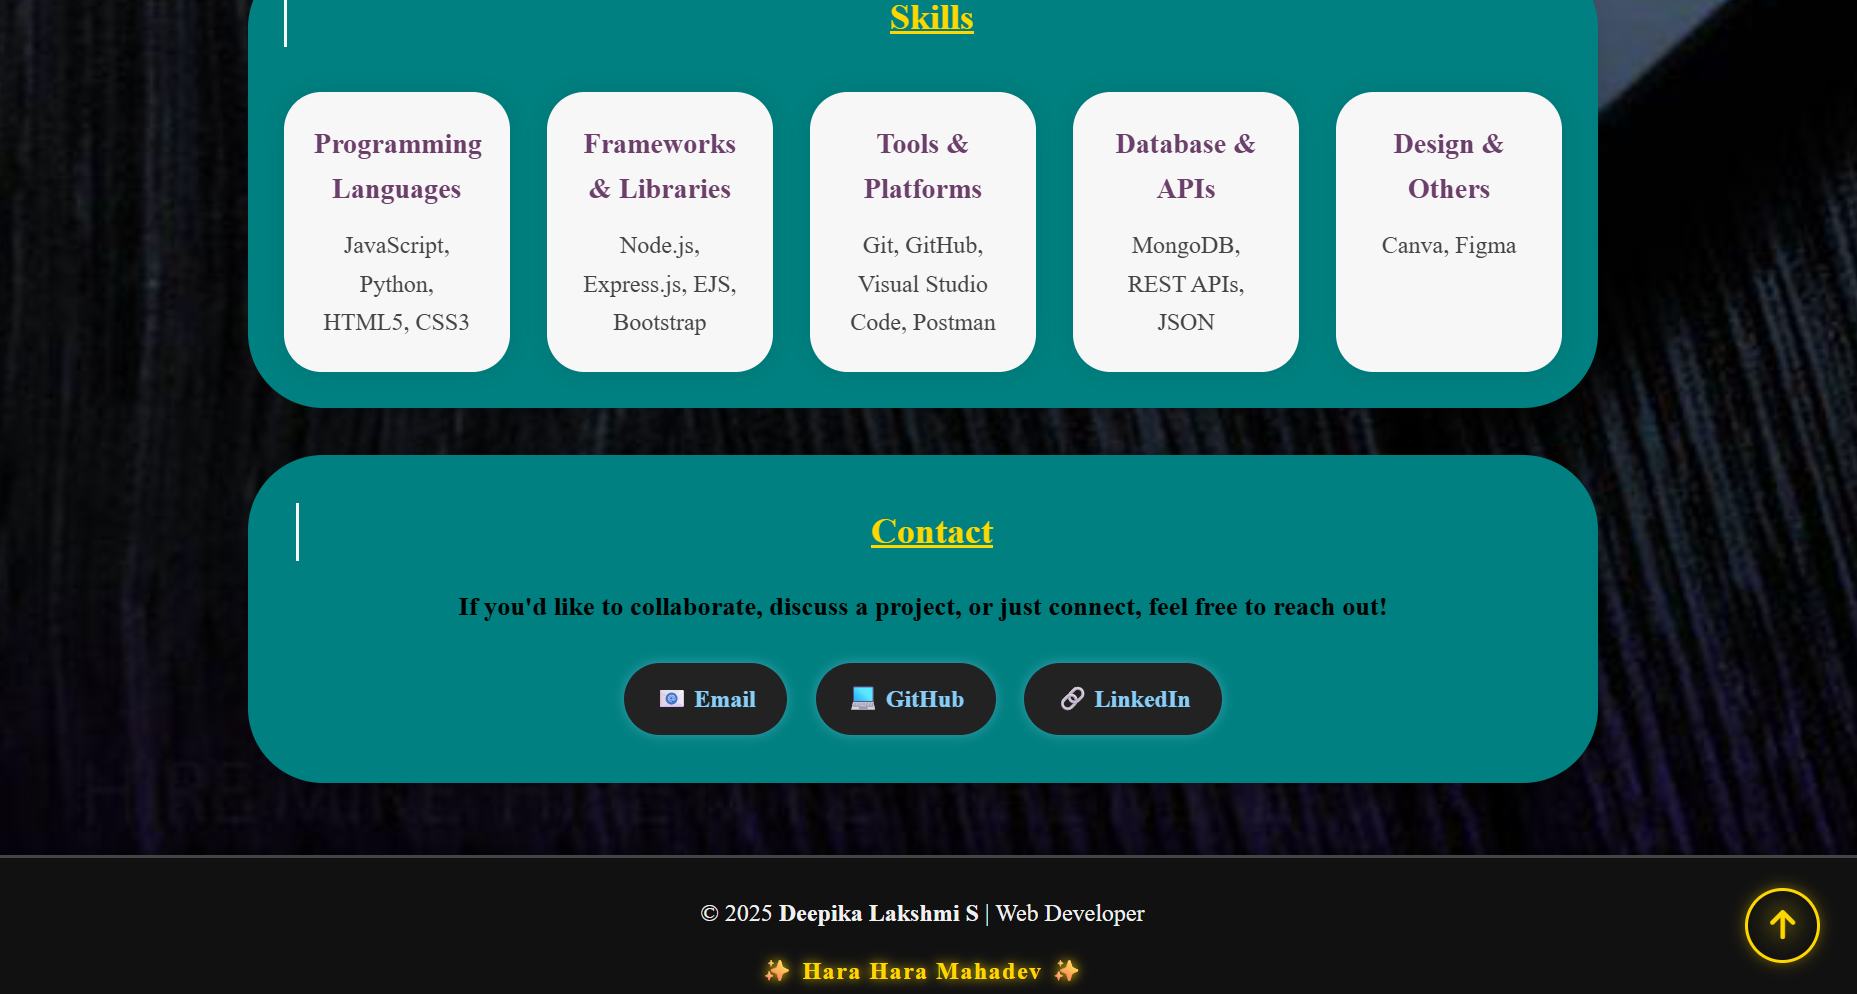 Skills
Programming
Languages
JavaScript,
Python,
HTML5, CSS3
Frameworks
& Libraries
Node.js,
Express.js, EJS,
Bootstrap
Tools &
Platforms
Git, GitHub,
Visual Studio
Code, Postman
Database &
APIs
MongoDB,
REST APIs,
JSON
Design &
Others
Canva, Figma
Contact
If you'd like to collaborate, discuss a project, or just connect, feel free to reach out!
📧 Email
💻 GitHub
🔗 LinkedIn
© 2025 Deepika Lakshmi S | Web Developer
✨ Hara Hara Mahadev ✨